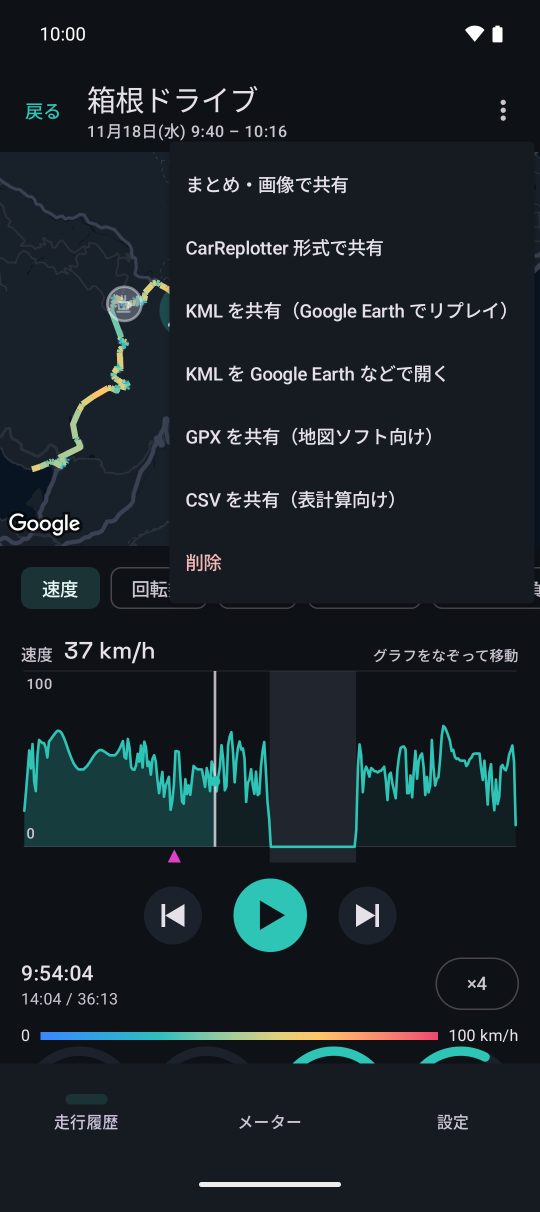 10:00
戻る
箱根ドライブ
11月18日(水) 9:40 – 10:16
まとめ・画像で共有
CarReplotter 形式で共有
KML を共有（Google Earth でリプレイ）
KML を Google Earth などで開く
GPX を共有（地図ソフト向け）
CSV を共有（表計算向け）
削除
Google
速度
回転
速度 37 km/h
グラフをなぞって移動
100
0
9:54:04
14:04 / 36:13
×4
0
100 km/h
走行履歴
メーター
設定